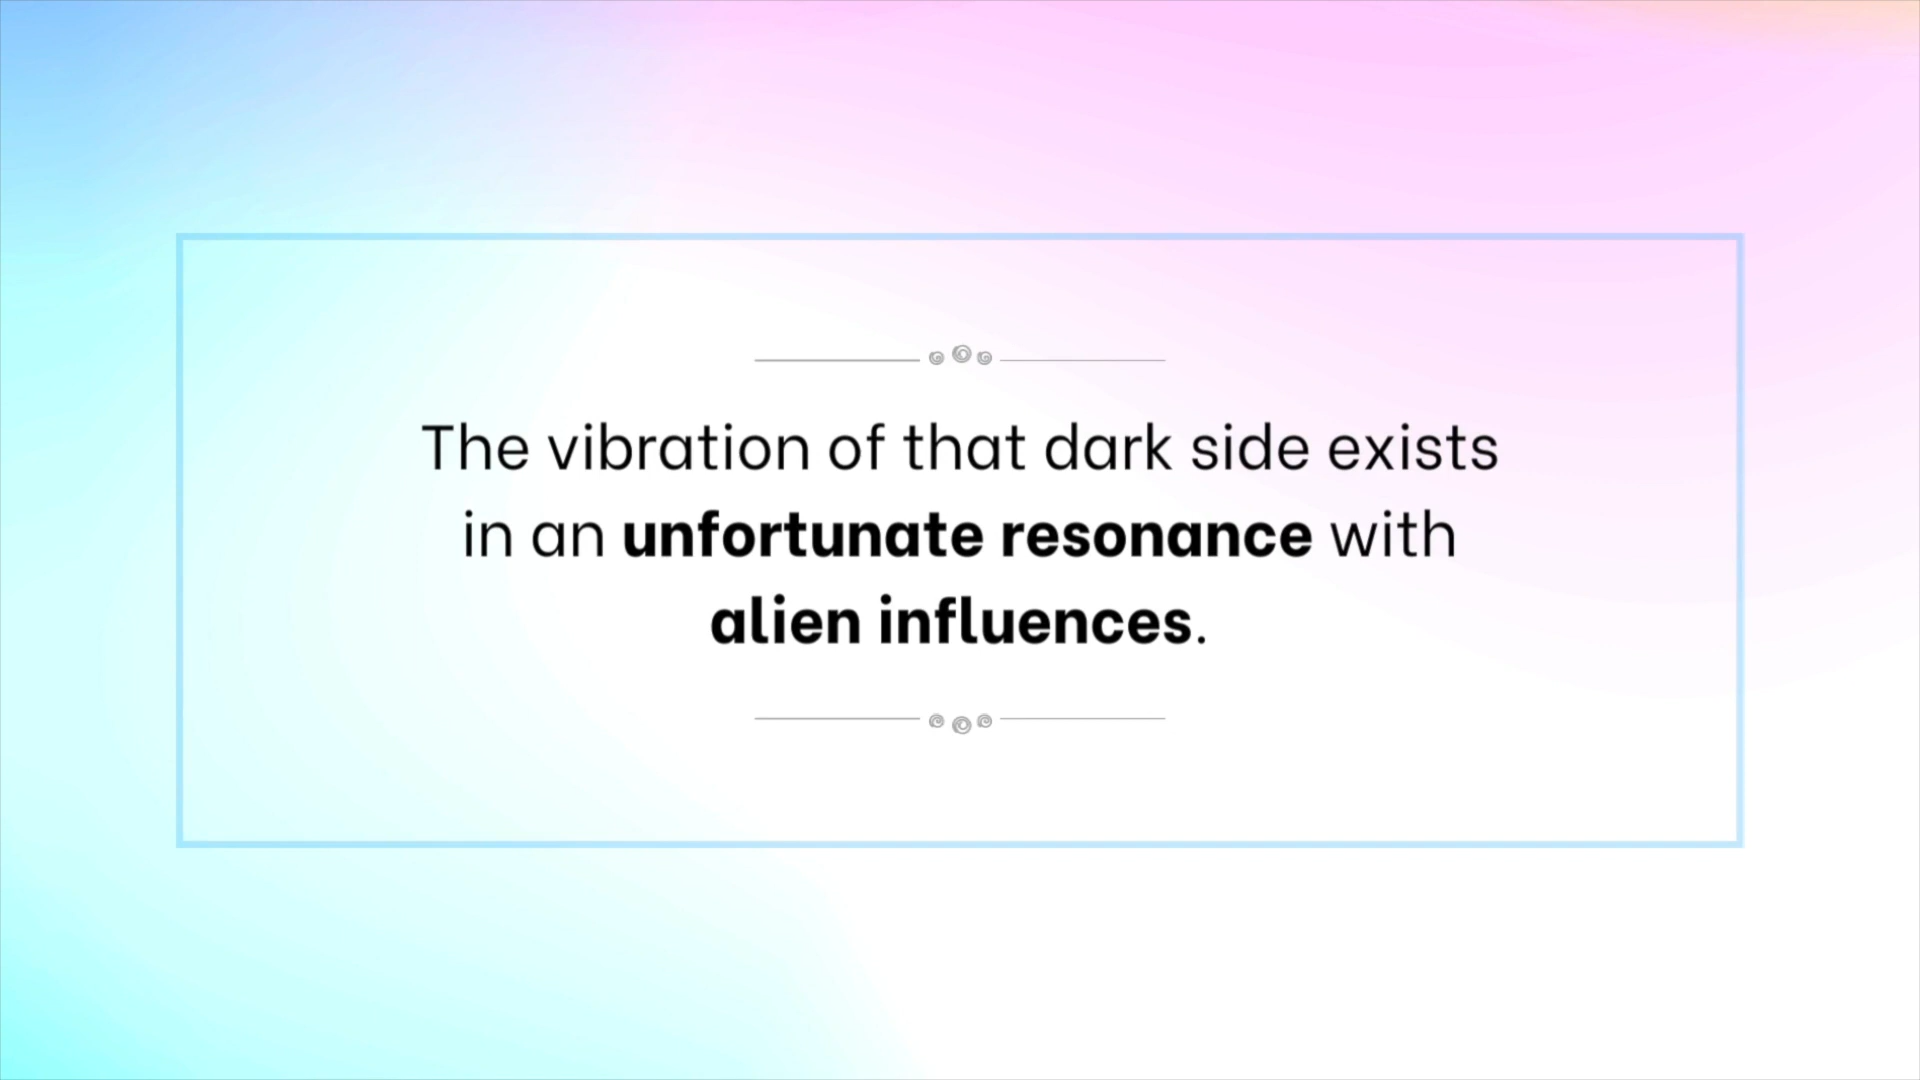 The vibration of that dark side exists
in an unfortunate resonance with
alien influences.